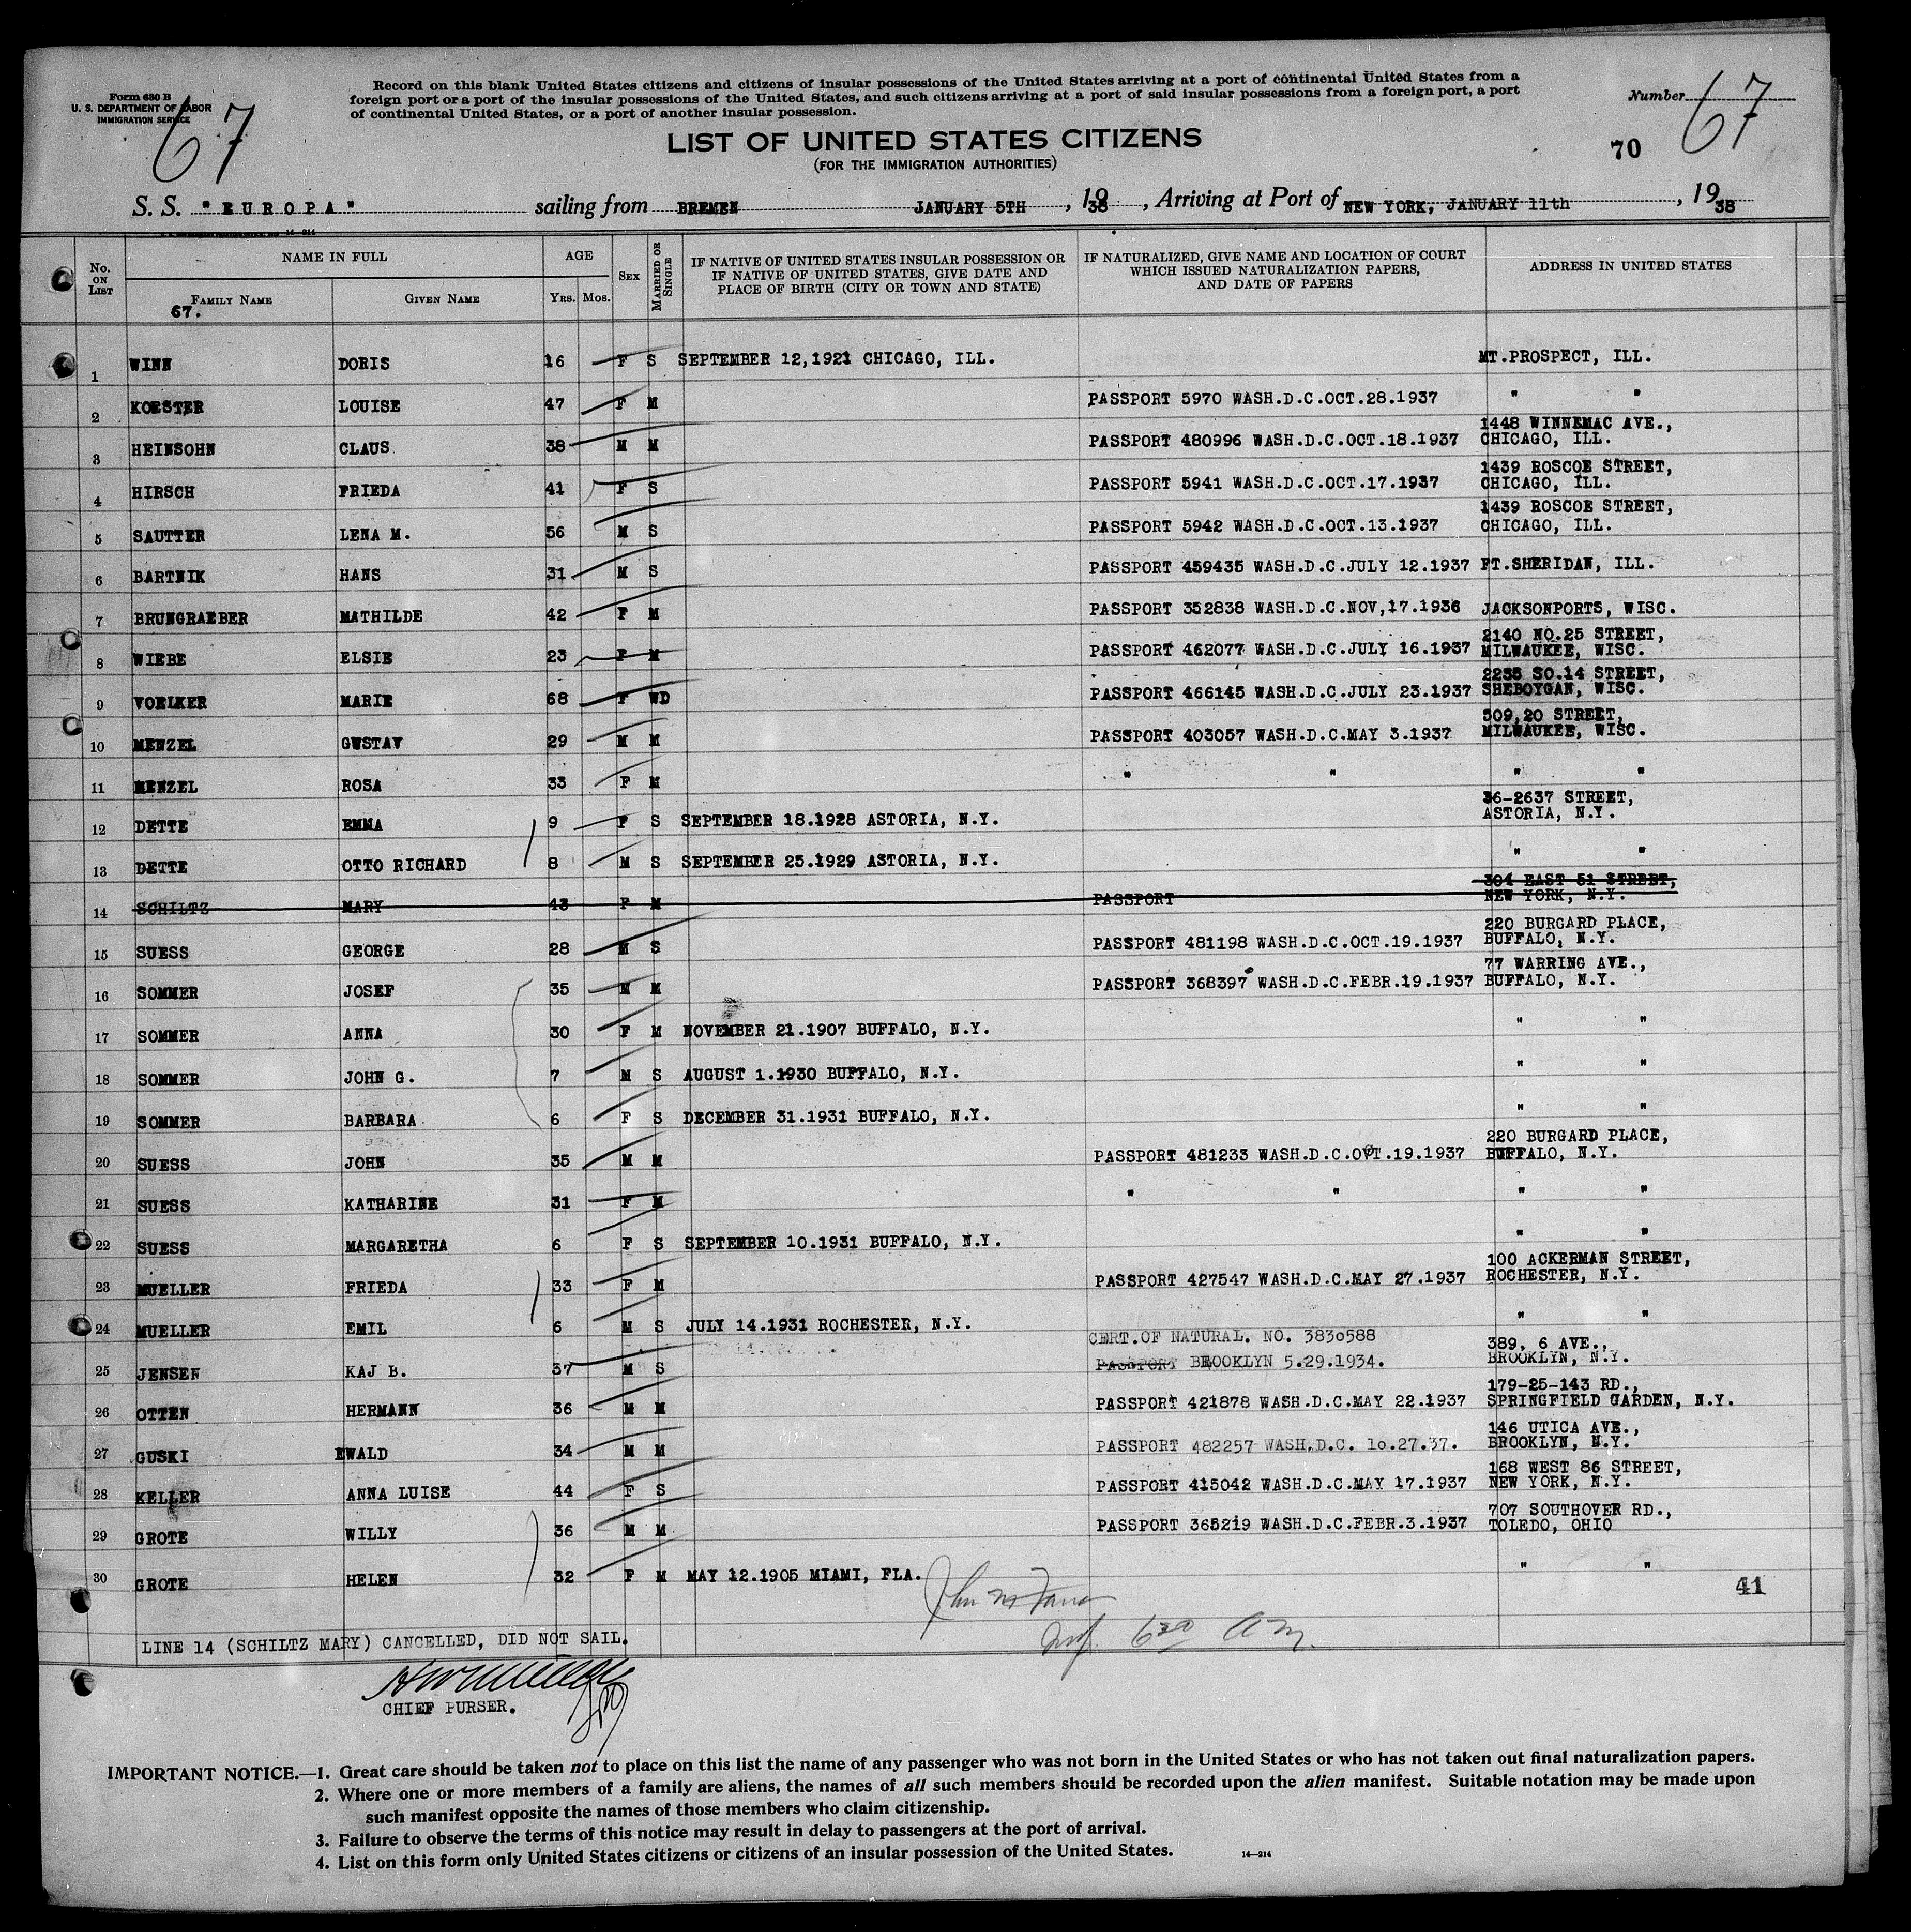 Form 630 B
U. S. DEPARTMENT OF LABOR
IMMIGRATION SERVICE
67
Record on this blank United States citizens and citizens of insular possessions of the United States arriving at a port of continental United States from a
foreign port or a port of the insular possessions of the United States, and such citizens arriving at a port of said insular possessions from a foreign port, a port
of continental United States, or a port of another insular possession.
Number 67
LIST OF UNITED STATES CITIZENS
(FOR THE IMMIGRATION AUTHORITIES)
70
S. S. "EUROPA" sailing from BREMEN JANUARY 5TH, 1938, Arriving at Port of NEW YORK, JANUARY 11th, 1938
No. ON LIST
NAME IN FULL
FAMILY NAME
GIVEN NAME
AGE
YRS. MOS.
SEX
MARRIED OR SINGLE
IF NATIVE OF UNITED STATES INSULAR POSSESSION OR
IF NATIVE OF UNITED STATES, GIVE DATE AND
PLACE OF BIRTH (CITY OR TOWN AND STATE)
IF NATURALIZED, GIVE NAME AND LOCATION OF COURT
WHICH ISSUED NATURALIZATION PAPERS,
AND DATE OF PAPERS
ADDRESS IN UNITED STATES
67.
1 WINN DORIS 16 F S SEPTEMBER 12,1921 CHICAGO, ILL. MT.PROSPECT, ILL.
2 KOESTER LOUISE 47 F M PASSPORT 5970 WASH.D.C.OCT.28.1937 " "
3 HEINSOHN CLAUS 38 M M PASSPORT 480996 WASH.D.C.OCT.18.1937 1448 WINNEMAC AVE., CHICAGO, ILL.
4 HIRSCH FRIEDA 41 F S PASSPORT 5941 WASH.D.C.OCT.17.1937 1439 ROSCOE STREET, CHICAGO, ILL.
5 SAUTTER LENA M. 56 M S PASSPORT 5942 WASH.D.C.OCT.13.1937 1439 ROSCOE STREET, CHICAGO, ILL.
6 BARTNIK HANS 31 M S PASSPORT 459435 WASH.D.C.JULY 12.1937 FT.SHERIDAN, ILL.
7 BRUNGRAEBER MATHILDE 42 F M PASSPORT 352838 WASH.D.C.NOV,17.1936 JACKSONPORTS, WISC.
8 WIEBE ELSIE 23 F M PASSPORT 462077 WASH.D.C.JULY 16.1937 2140 NO.25 STREET, MILWAUKEE, WISC.
9 VOELKER MARIE 68 F WD PASSPORT 466145 WASH.D.C.JULY 23.1937 2235 SO.14 STREET, SHEBOYGAN, WISC.
10 MENZEL GUSTAV 29 M M PASSPORT 403057 WASH.D.C.MAY 3.1937 509,20 STREET, MILWAUKEE, WISC.
11 MENZEL ROSA 33 F M " " " "
12 DETTE EMMA 9 F S SEPTEMBER 18.1928 ASTORIA, N.Y. 36-2637 STREET, ASTORIA, N.Y.
13 DETTE OTTO RICHARD 8 M S SEPTEMBER 25.1929 ASTORIA, N.Y. " "
14 SCHILTZ MARY 43 F M PASSPORT 304 EAST 51 STREET, NEW YORK, N.Y.
15 SUESS GEORGE 28 M S PASSPORT 481198 WASH.D.C.OCT.19.1937 220 BURGARD PLACE, BUFFALO, N.Y.
16 SOMMER JOSEF 35 M M PASSPORT 368397 WASH.D.C.FEBR.19.1937 77 WARRING AVE., BUFFALO, N.Y.
17 SOMMER ANNA 30 F M NOVEMBER 21.1907 BUFFALO, N.Y. " "
18 SOMMER JOHN G. 7 M S AUGUST 1.1930 BUFFALO, N.Y. " "
19 SOMMER BARBARA 6 F S DECEMBER 31.1931 BUFFALO, N.Y. " "
20 SUESS JOHN 35 M M PASSPORT 481233 WASH.D.C.OCT.19.1937 220 BURGARD PLACE, BUFFALO, N.Y.
21 SUESS KATHARINE 31 F M " " " "
22 SUESS MARGARETHA 6 F S SEPTEMBER 10.1931 BUFFALO, N.Y. " "
23 MUELLER FRIEDA 33 F M PASSPORT 427547 WASH.D.C.MAY 27.1937 100 ACKERMAN STREET, ROCHESTER, N.Y.
24 MUELLER EMIL 6 M S JULY 14.1931 ROCHESTER, N.Y. " "
25 JENSEN KAJ B. 37 M S CERT.OF NATURAL. NO. 3830588 PASSPORT BROOKLYN 5.29.1934. 389, 6 AVE., BROOKLYN, N.Y.
26 OTTEN HERMANN 36 M M PASSPORT 421878 WASH.D.C.MAY 22.1937 179-25-143 RD., SPRINGFIELD GARDEN, N.Y.
27 GUSKI EWALD 34 M M PASSPORT 482257 WASH.D.C. 10.27.37. 146 UTICA AVE., BROOKLYN, N.Y.
28 KELLER ANNA LUISE 44 F S PASSPORT 415042 WASH.D.C.MAY 17.1937 168 WEST 86 STREET, NEW YORK, N.Y.
29 GROTE WILLY 36 M M PASSPORT 365219 WASH.D.C.FEBR.3.1937 707 SOUTHOVER RD., TOLEDO, OHIO
30 GROTE HELEN 32 F M MAY 12.1905 MIAMI, FLA. " "
41
LINE 14 (SCHILTZ MARY) CANCELLED, DID NOT SAIL.
CHIEF PURSER.
IMPORTANT NOTICE.—1. Great care should be taken not to place on this list the name of any passenger who was not born in the United States or who has not taken out final naturalization papers.
2. Where one or more members of a family are aliens, the names of all such members should be recorded upon the alien manifest. Suitable notation may be made upon
such manifest opposite the names of those members who claim citizenship.
3. Failure to observe the terms of this notice may result in delay to passengers at the port of arrival.
4. List on this form only United States citizens or citizens of an insular possession of the United States.
14—214